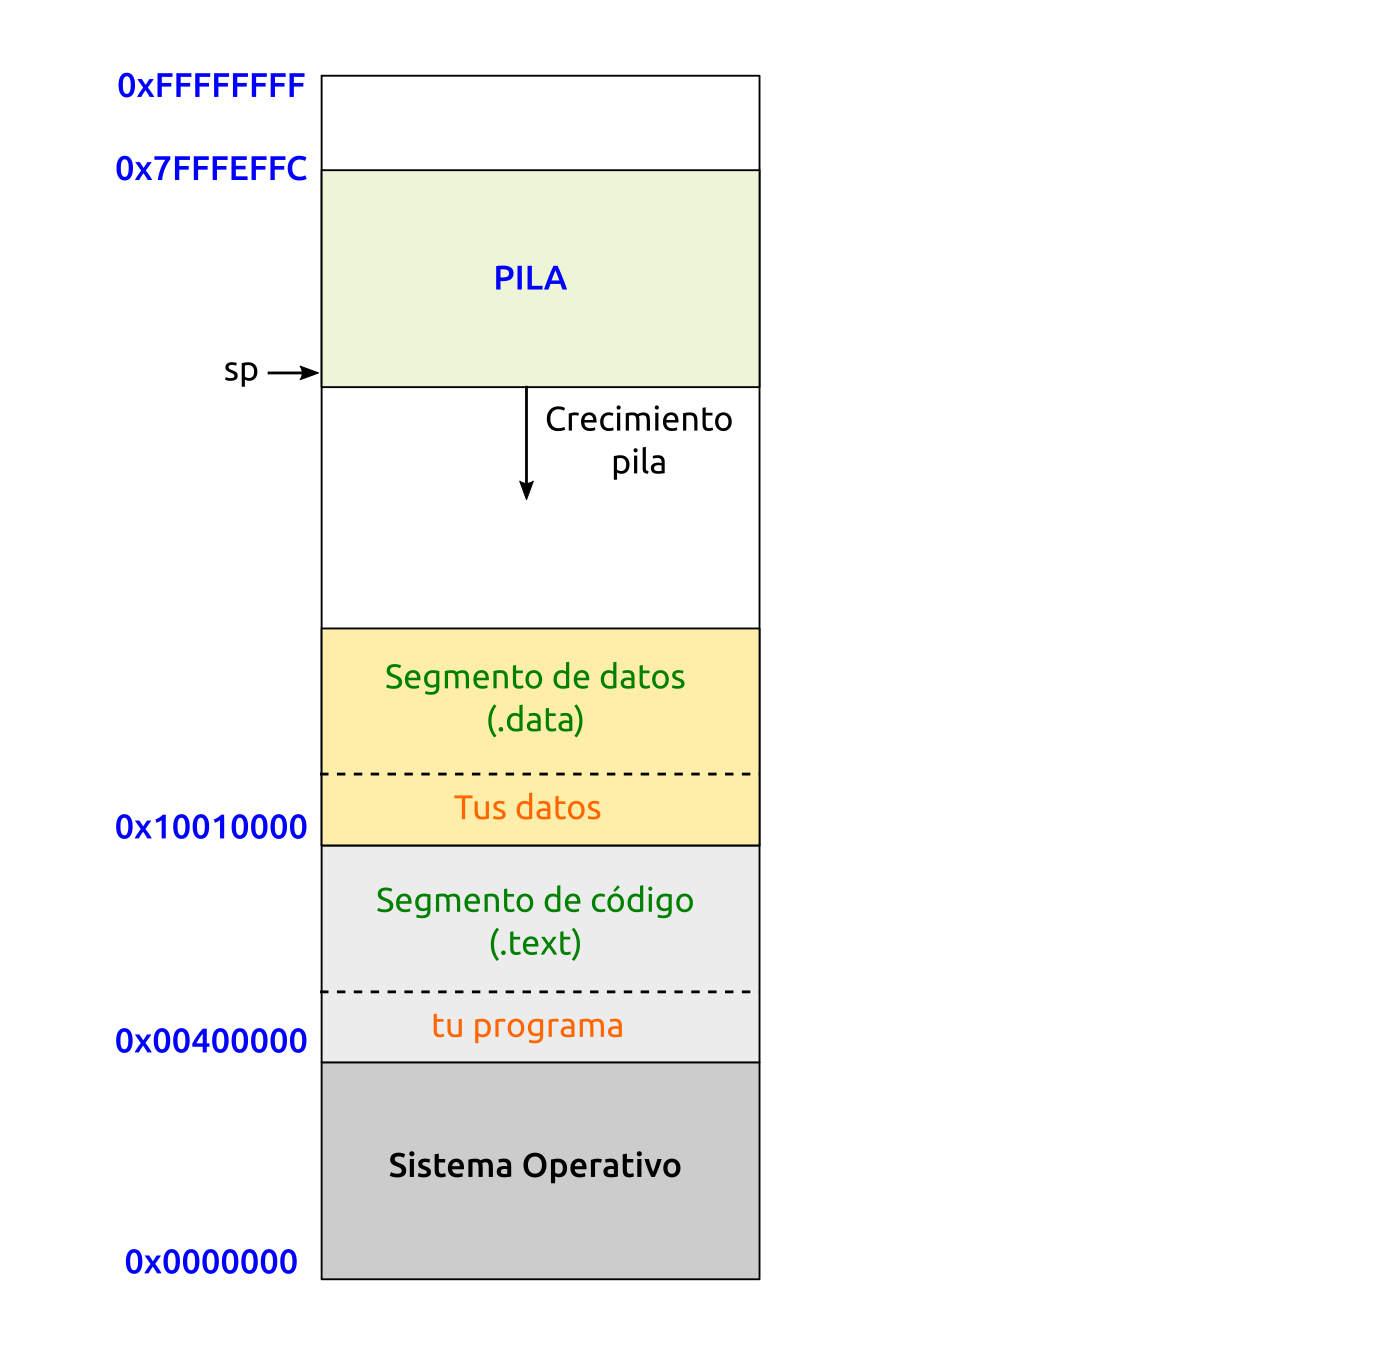 0xFFFFFFFF
0x7FFFEFFC
PILA
sp
Crecimiento
pila
Segmento de datos
(.data)
Tus datos
0x10010000
Segmento de código
(.text)
tu programa
0x00400000
Sistema Operativo
0x0000000